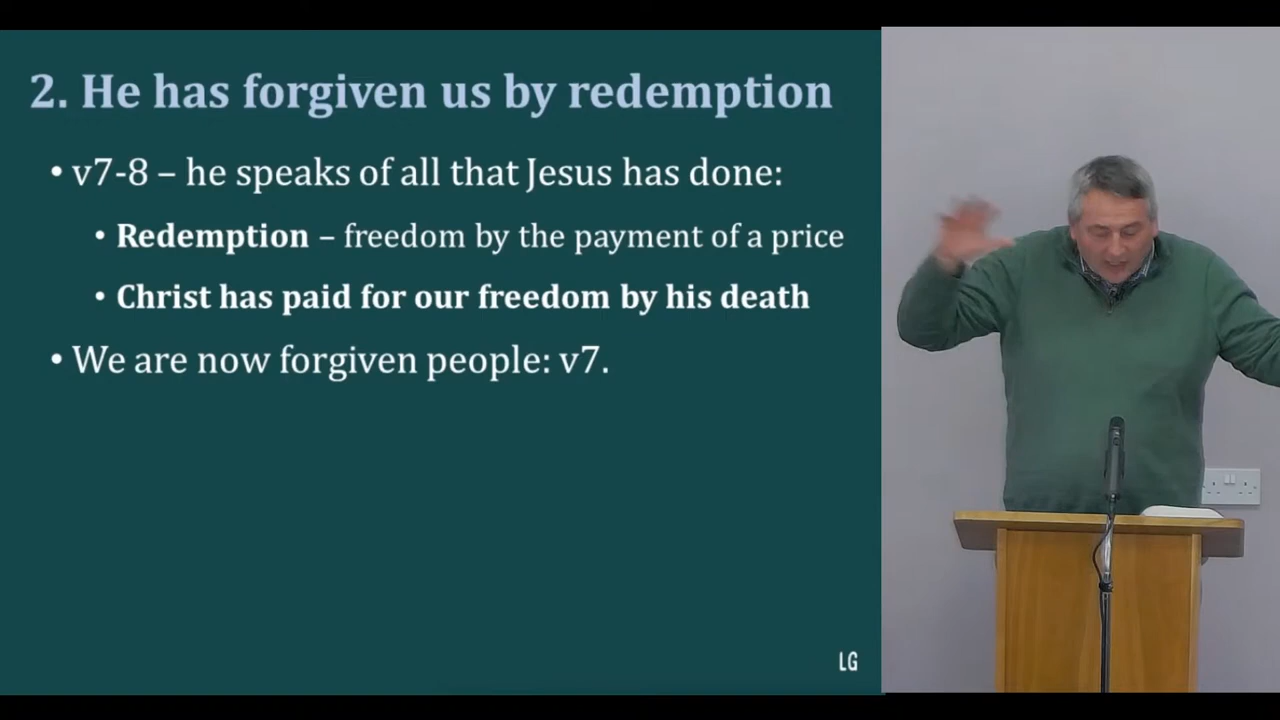 2. He has forgiven us by redemption
• v7-8 – he speaks of all that Jesus has done:
• Redemption – freedom by the payment of a price
• Christ has paid for our freedom by his death
• We are now forgiven people: v7.
LG